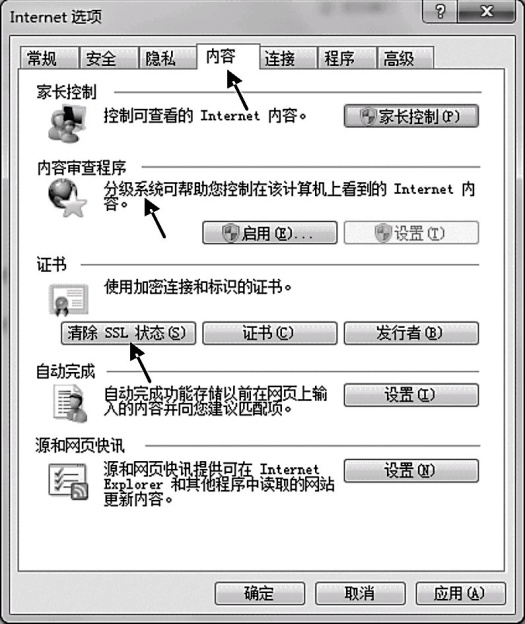 Internet 选项
?
常规 安全 隐私 内容 连接 程序 高级
家长控制
控制可查看的 Internet 内容。
家长控制(P)
内容审查程序
分级系统可帮助您控制在该计算机上看到的 Internet 内
容。
启用(E)... 设置(T)
证书
使用加密连接和标识的证书。
清除 SSL 状态(S) 证书(C) 发行者(B)
自动完成
自动完成功能存储以前在网页上输
入的内容并向您建议匹配项。
设置(I)
源和网页快讯
源和网页快讯提供可在 Internet
Explorer 和其他程序中读取的网站
更新内容。
设置(N)
确定 取消 应用(A)